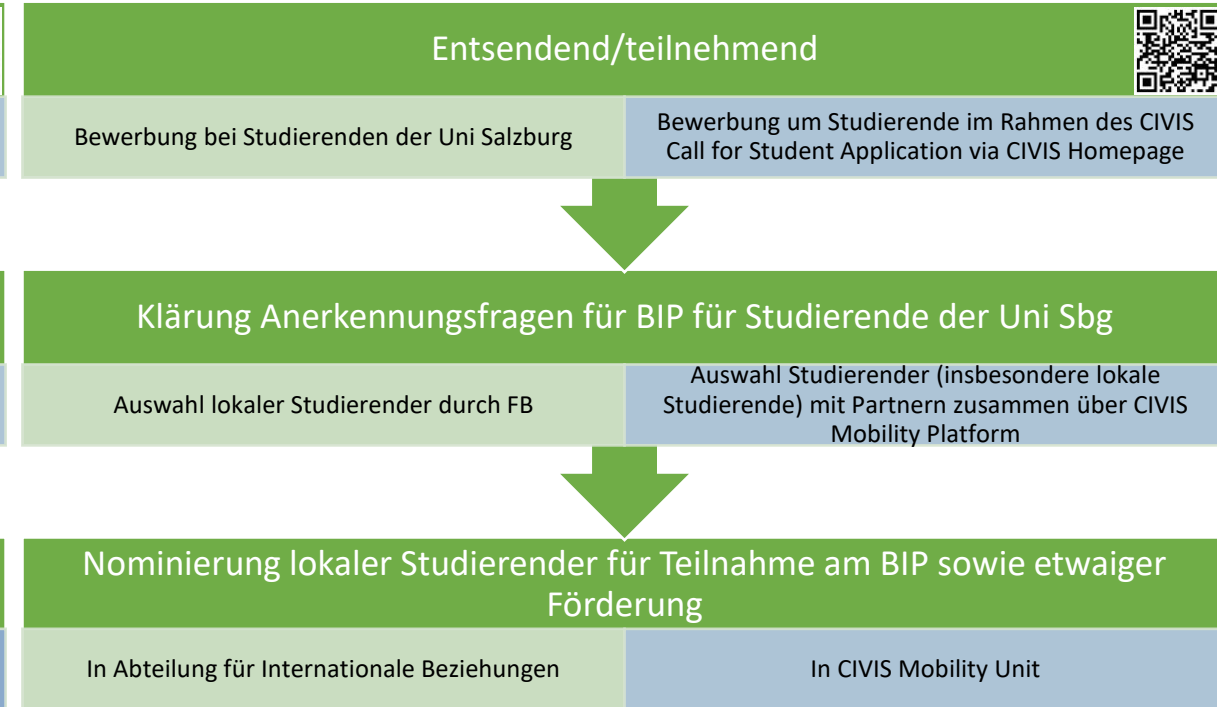 Entsendend/teilnehmend
Bewerbung bei Studierenden der Uni Salzburg
Bewerbung um Studierende im Rahmen des CIVIS
Call for Student Application via CIVIS Homepage
Klärung Anerkennungsfragen für BIP für Studierende der Uni Sbg
Auswahl lokaler Studierender durch FB
Auswahl Studierender (insbesondere lokale
Studierende) mit Partnern zusammen über CIVIS
Mobility Platform
Nominierung lokaler Studierender für Teilnahme am BIP sowie etwaiger
Förderung
In Abteilung für Internationale Beziehungen
In CIVIS Mobility Unit